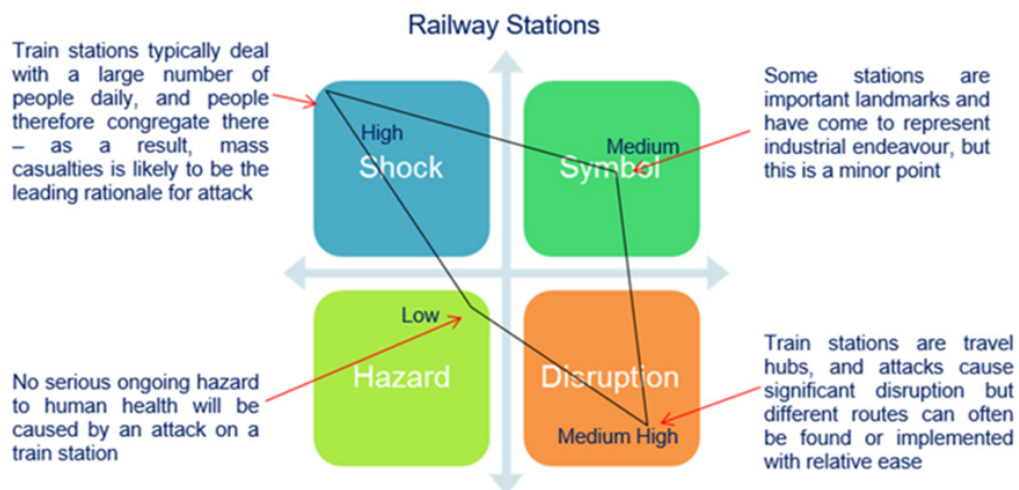 Railway Stations
Train stations typically deal
with a large number of
people daily, and people
therefore congregate there
– as a result, mass
casualties is likely to be the
leading rationale for attack
High
Shock
Medium
Symbol
Some stations are
important landmarks and
have come to represent
industrial endeavour, but
this is a minor point
Low
Hazard
No serious ongoing hazard
to human health will be
caused by an attack on a
train station
Disruption
Medium High
Train stations are travel
hubs, and attacks cause
significant disruption but
different routes can often
be found or implemented
with relative ease